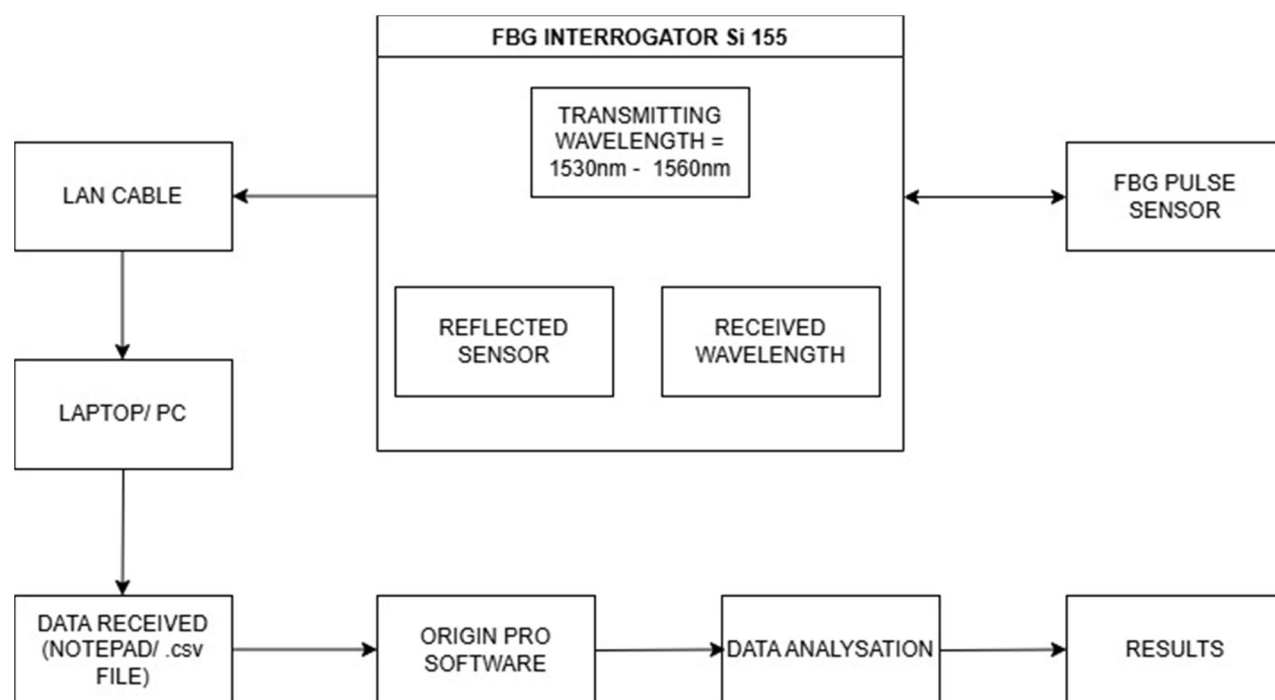 FBG INTERROGATOR Si 155
TRANSMITTING
WAVELENGTH =
1530nm - 1560nm
LAN CABLE
FBG PULSE
SENSOR
REFLECTED
SENSOR
RECEIVED
WAVELENGTH
LAPTOP/ PC
DATA RECEIVED
(NOTEPAD/ .csv
FILE)
ORIGIN PRO
SOFTWARE
DATA ANALYSATION
RESULTS